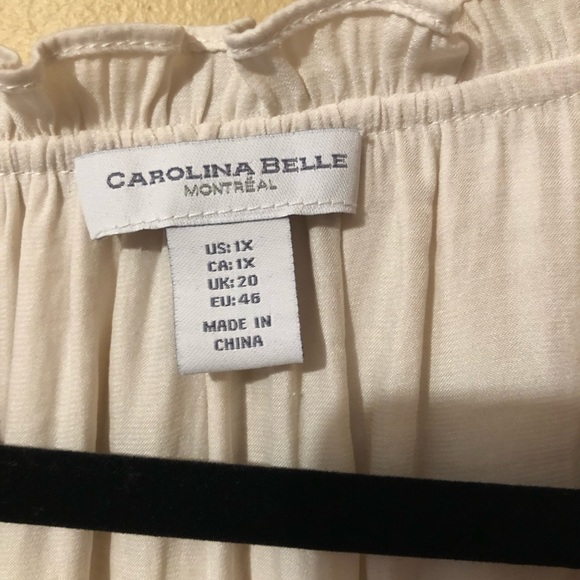 CAROLINA BELLE
MONTRÉAL
US: 1X
CA: 1X
UK: 20
EU: 46
MADE IN
CHINA